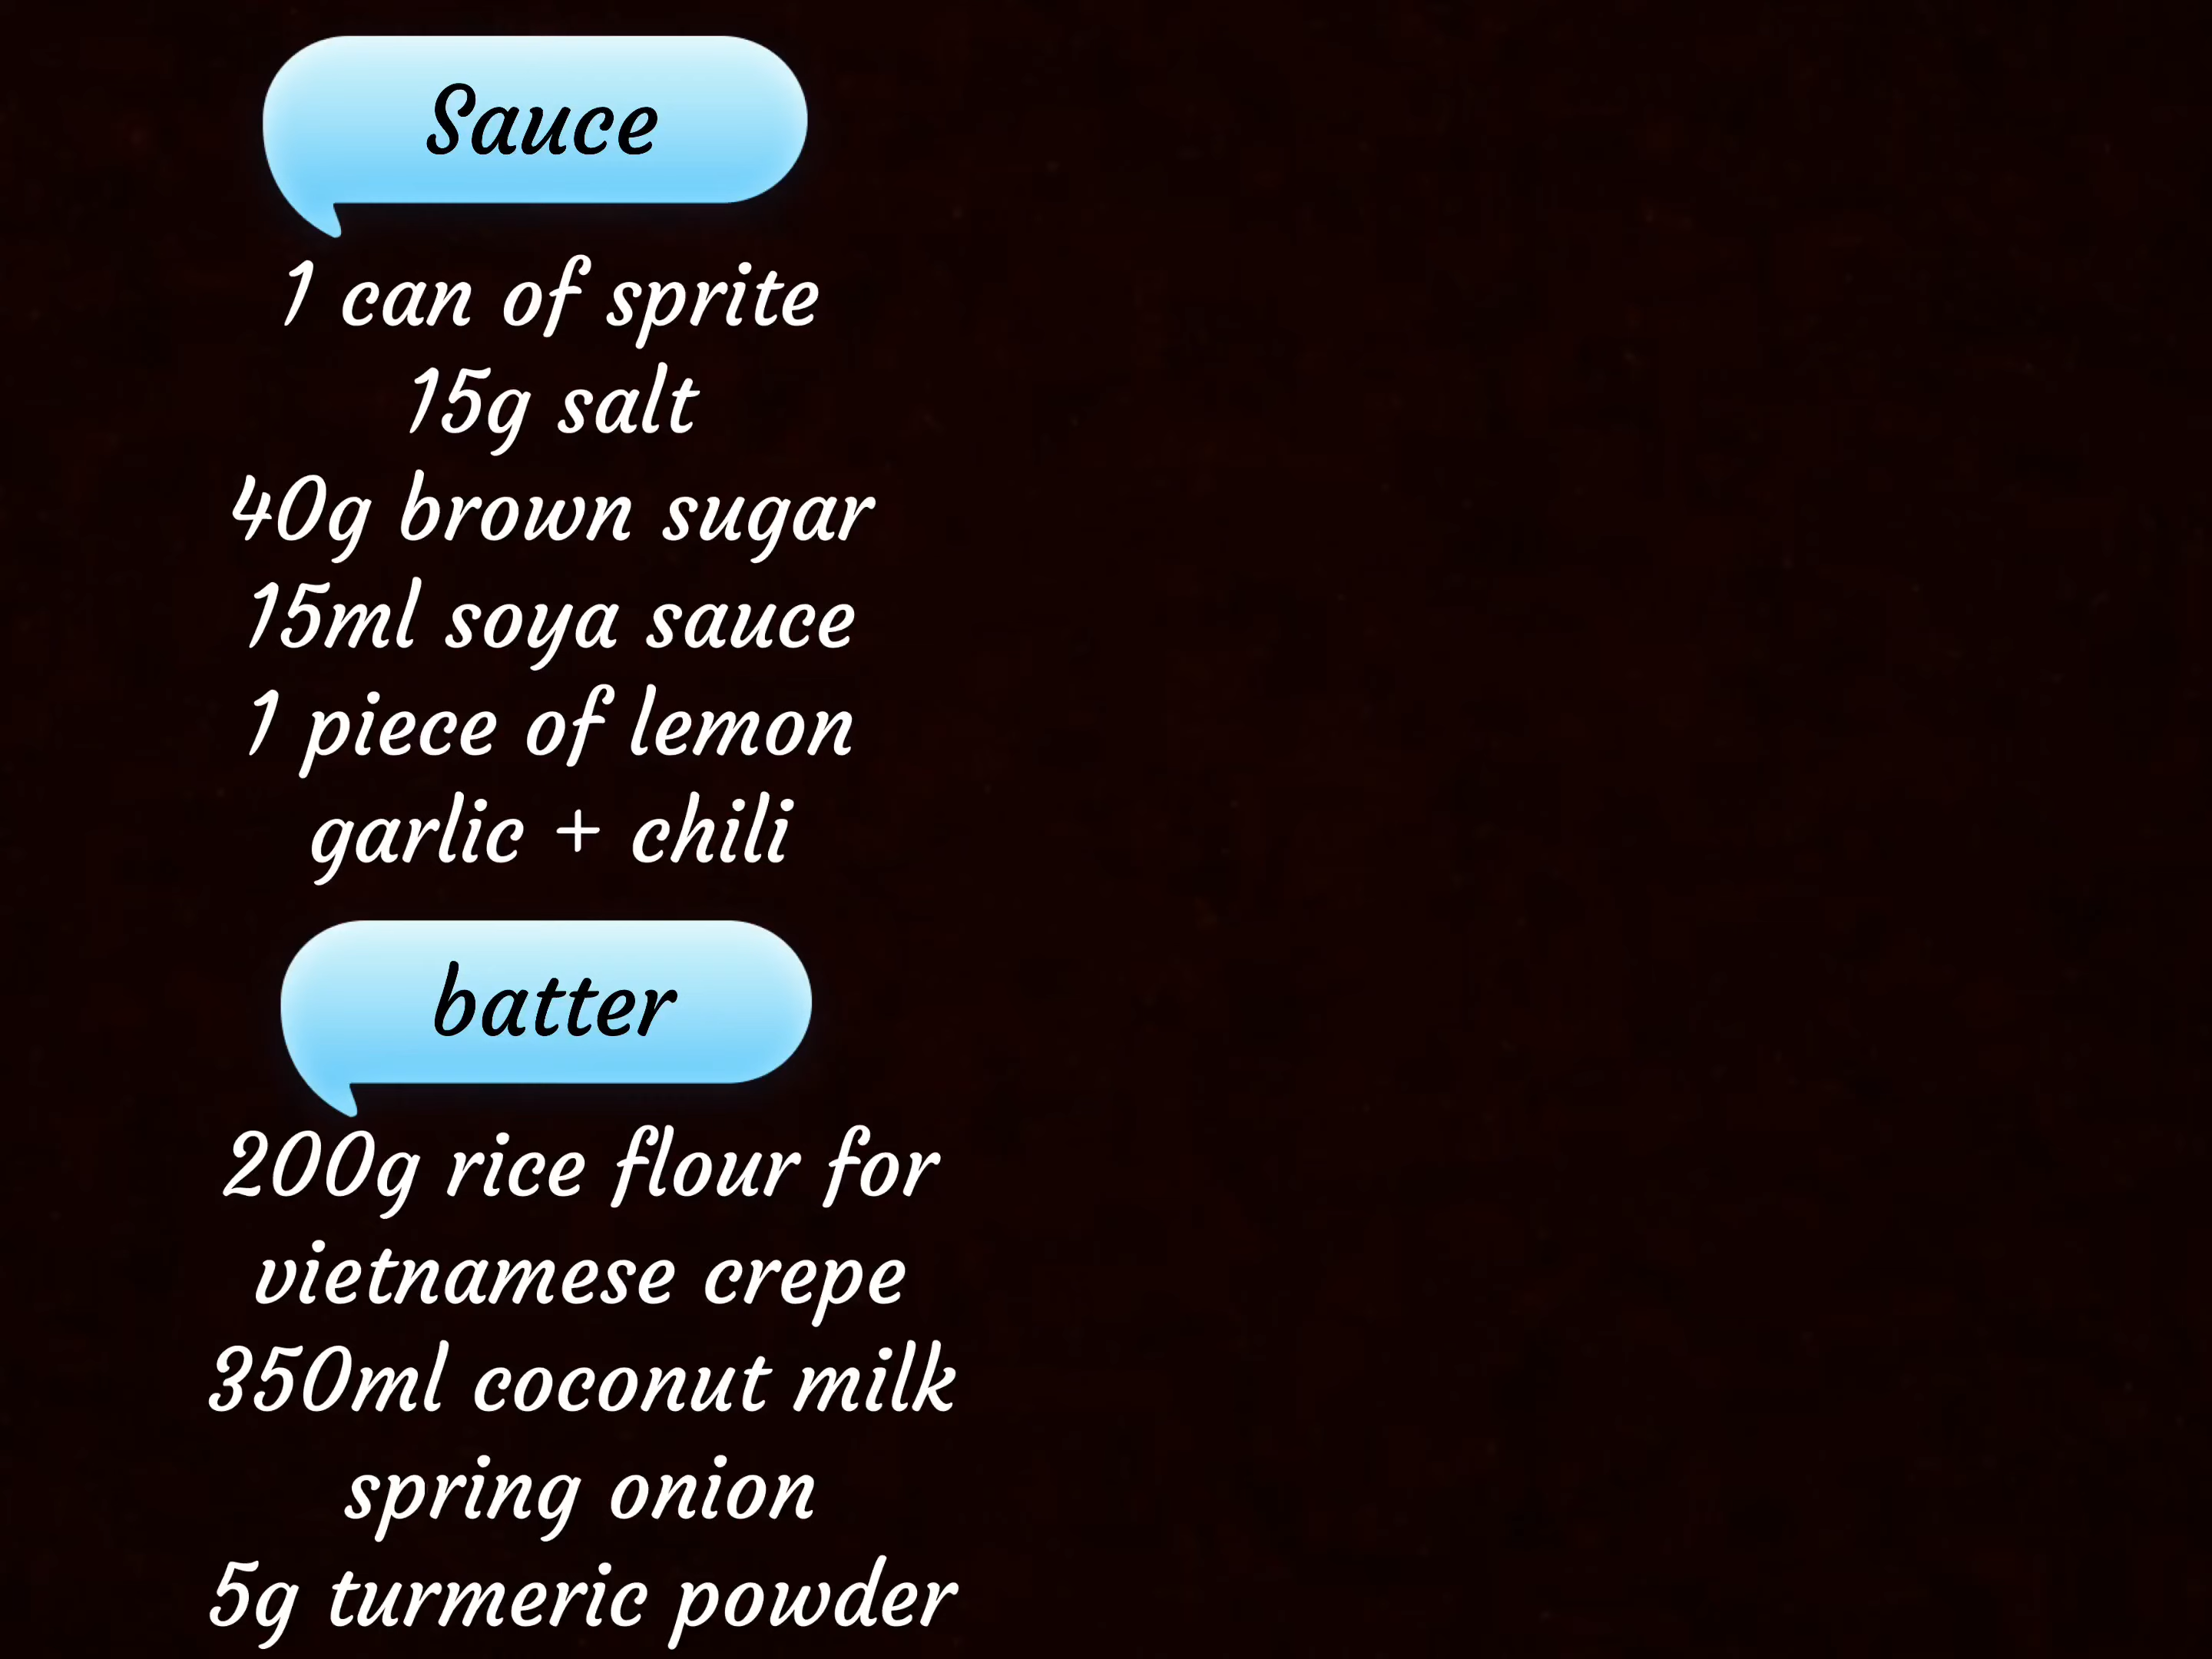 Sauce
1 can of sprite
15g salt
40g brown sugar
15ml soya sauce
1 piece of lemon
garlic + chili
batter
200g rice flour for
vietnamese crepe
350ml coconut milk
spring onion
5g turmeric powder